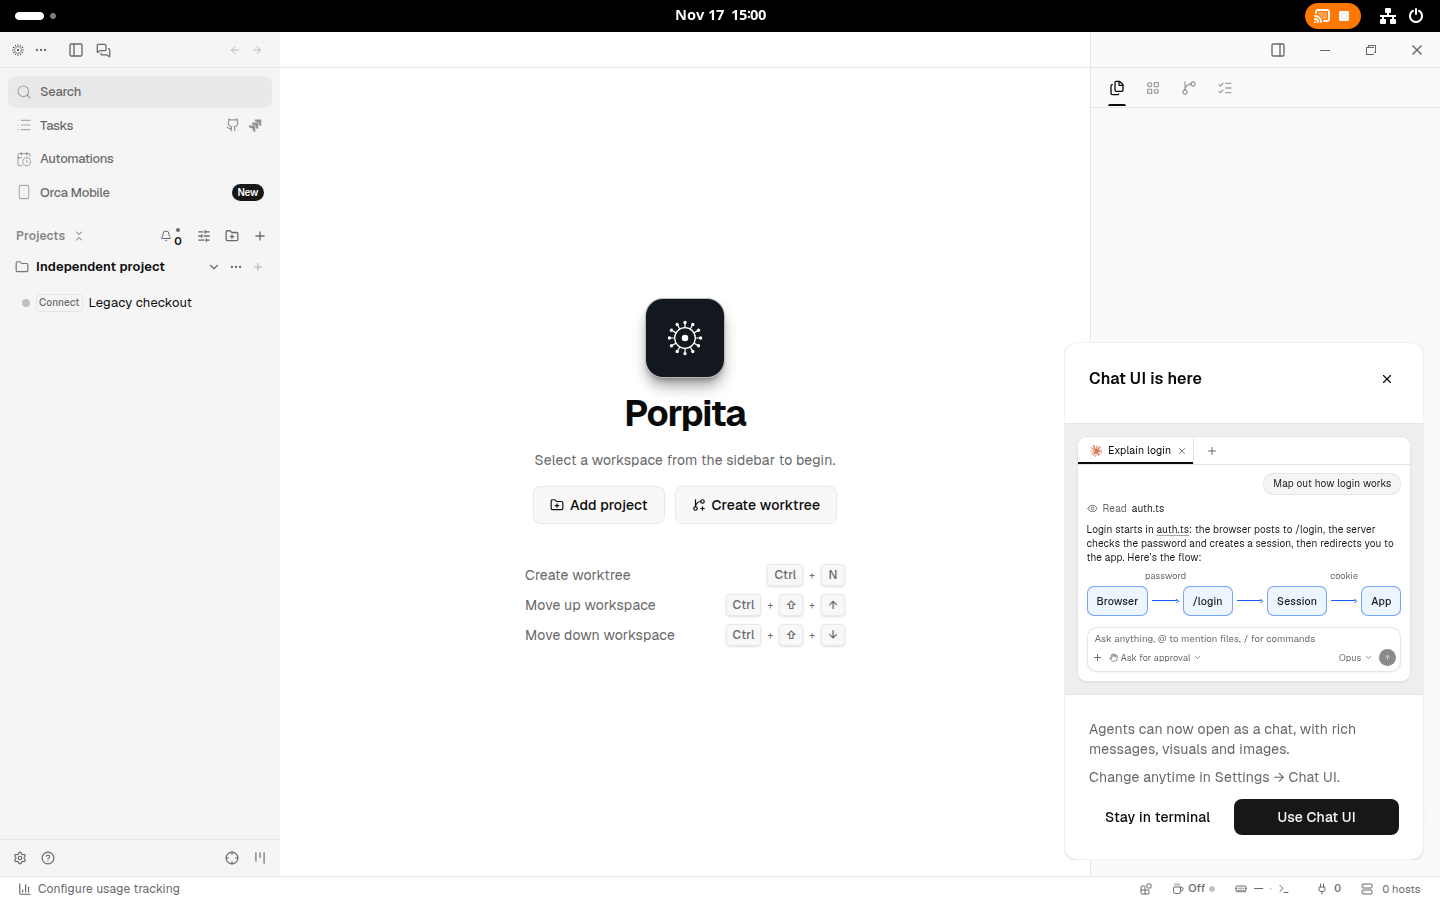 Nov 17 15:00
Search
Tasks
Automations
Orca Mobile
New
Projects
0
Independent project
Connect
Legacy checkout
Porpita
Select a workspace from the sidebar to begin.
Add project
Create worktree
Create worktree
Ctrl + N
Move up workspace
Ctrl + ⇧ + ↑
Move down workspace
Ctrl + ⇧ + ↓
Chat UI is here
Explain login
Map out how login works
Read auth.ts
Login starts in auth.ts: the browser posts to /login, the server
checks the password and creates a session, then redirects you to
the app. Here's the flow:
password
cookie
Browser
/login
Session
App
Ask anything, @ to mention files, / for commands
Ask for approval
Opus
Agents can now open as a chat, with rich
messages, visuals and images.
Change anytime in Settings → Chat UI.
Stay in terminal
Use Chat UI
Configure usage tracking
Off
0
0 hosts